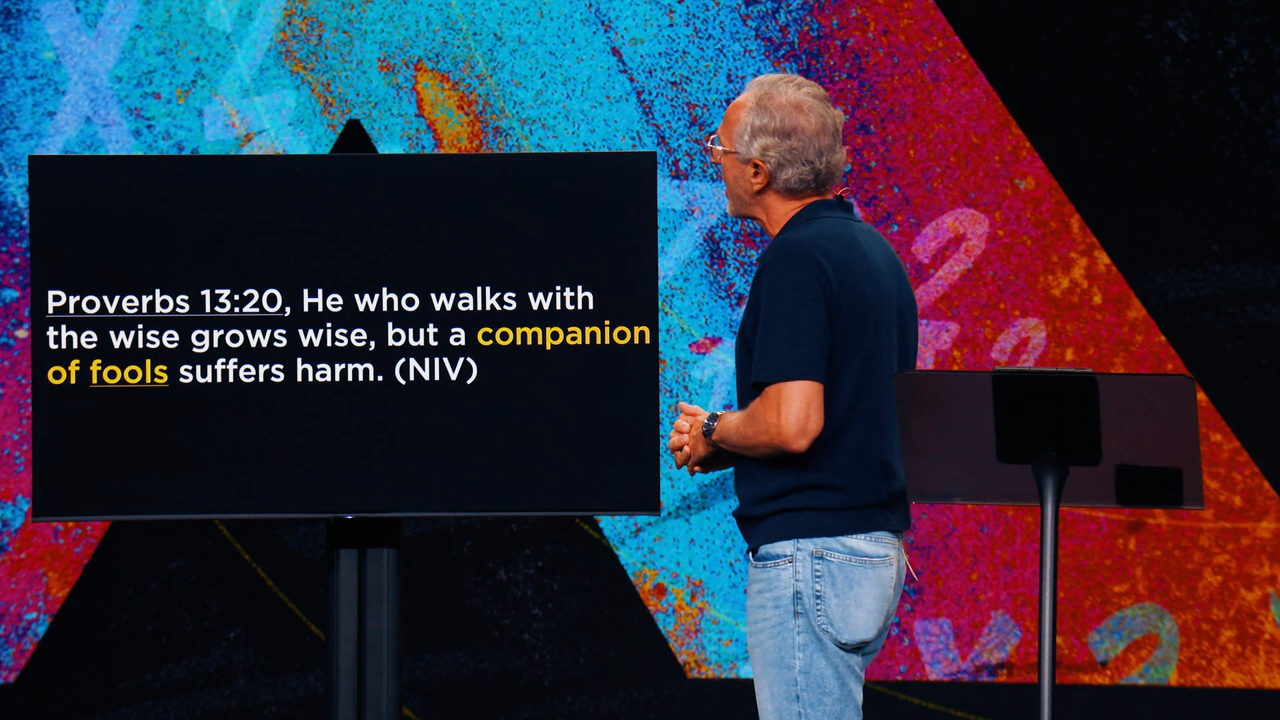 Proverbs 13:20, He who walks with
the wise grows wise, but a companion
of fools suffers harm. (NIV)